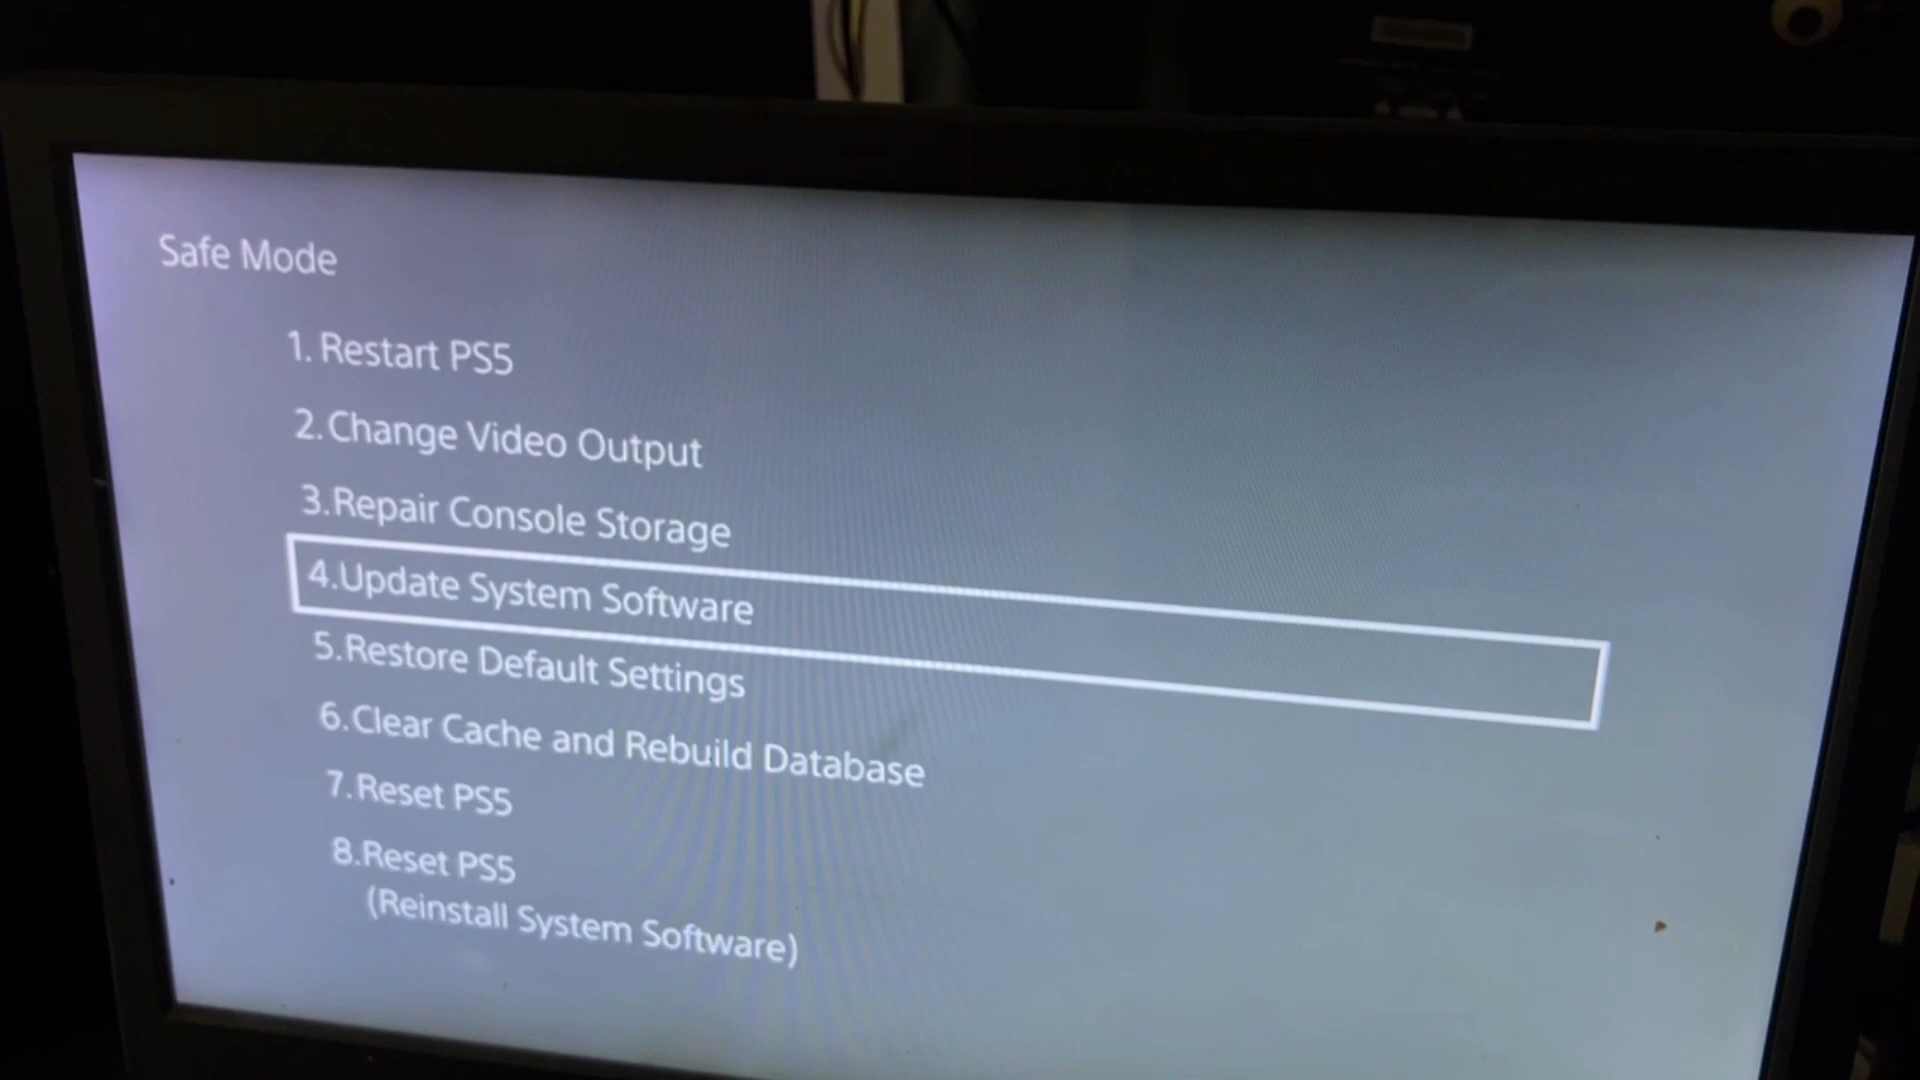 Safe Mode
1. Restart PS5
2.Change Video Output
3.Repair Console Storage
4.Update System Software
5.Restore Default Settings
6.Clear Cache and Rebuild Database
7.Reset PS5
8.Reset PS5
(Reinstall System Software)